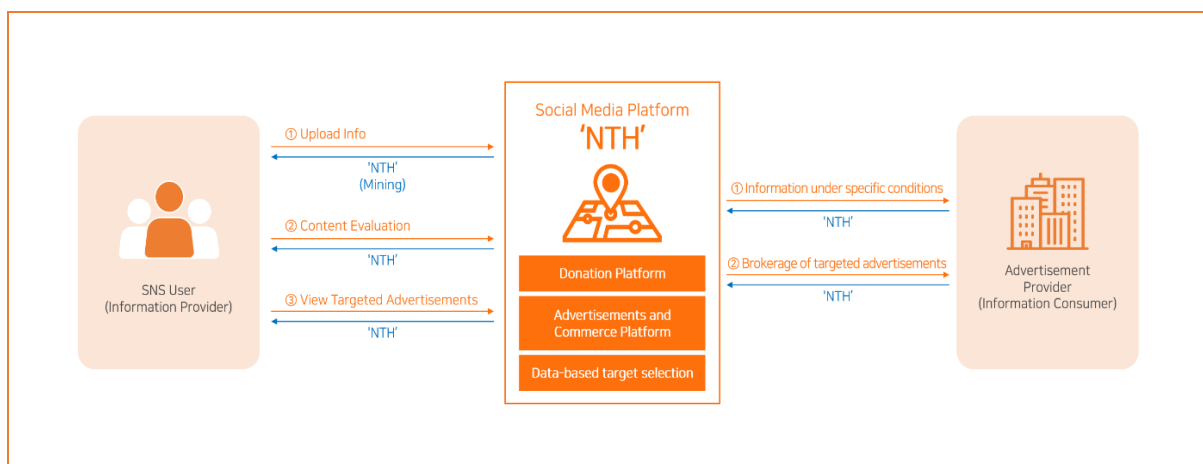 ① Upload Info
'NTH'
(Mining)
② Content Evaluation
'NTH'
③ View Targeted Advertisements
'NTH'
SNS User
(Information Provider)
Social Media Platform
'NTH'
Donation Platform
Advertisements and
Commerce Platform
Data-based target selection
① Information under specific conditions
'NTH'
② Brokerage of targeted advertisements
'NTH'
Advertisement
Provider
(Information Consumer)